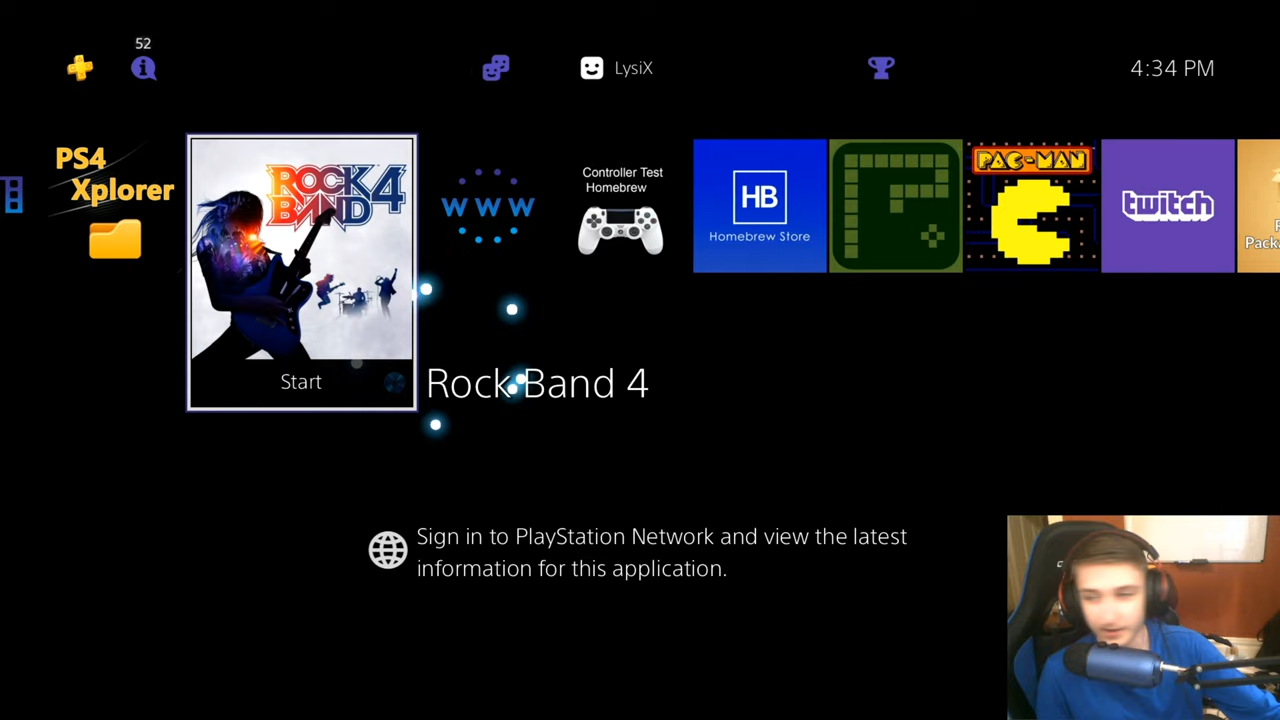 52
LysiX
4:34 PM
PS4
Xplorer
ROCK
BAND 4
WWW
Controller Test
Homebrew
HB
Homebrew Store
PAC-MAN
twitch
Start
Rock Band 4
Sign in to PlayStation Network and view the latest
information for this application.